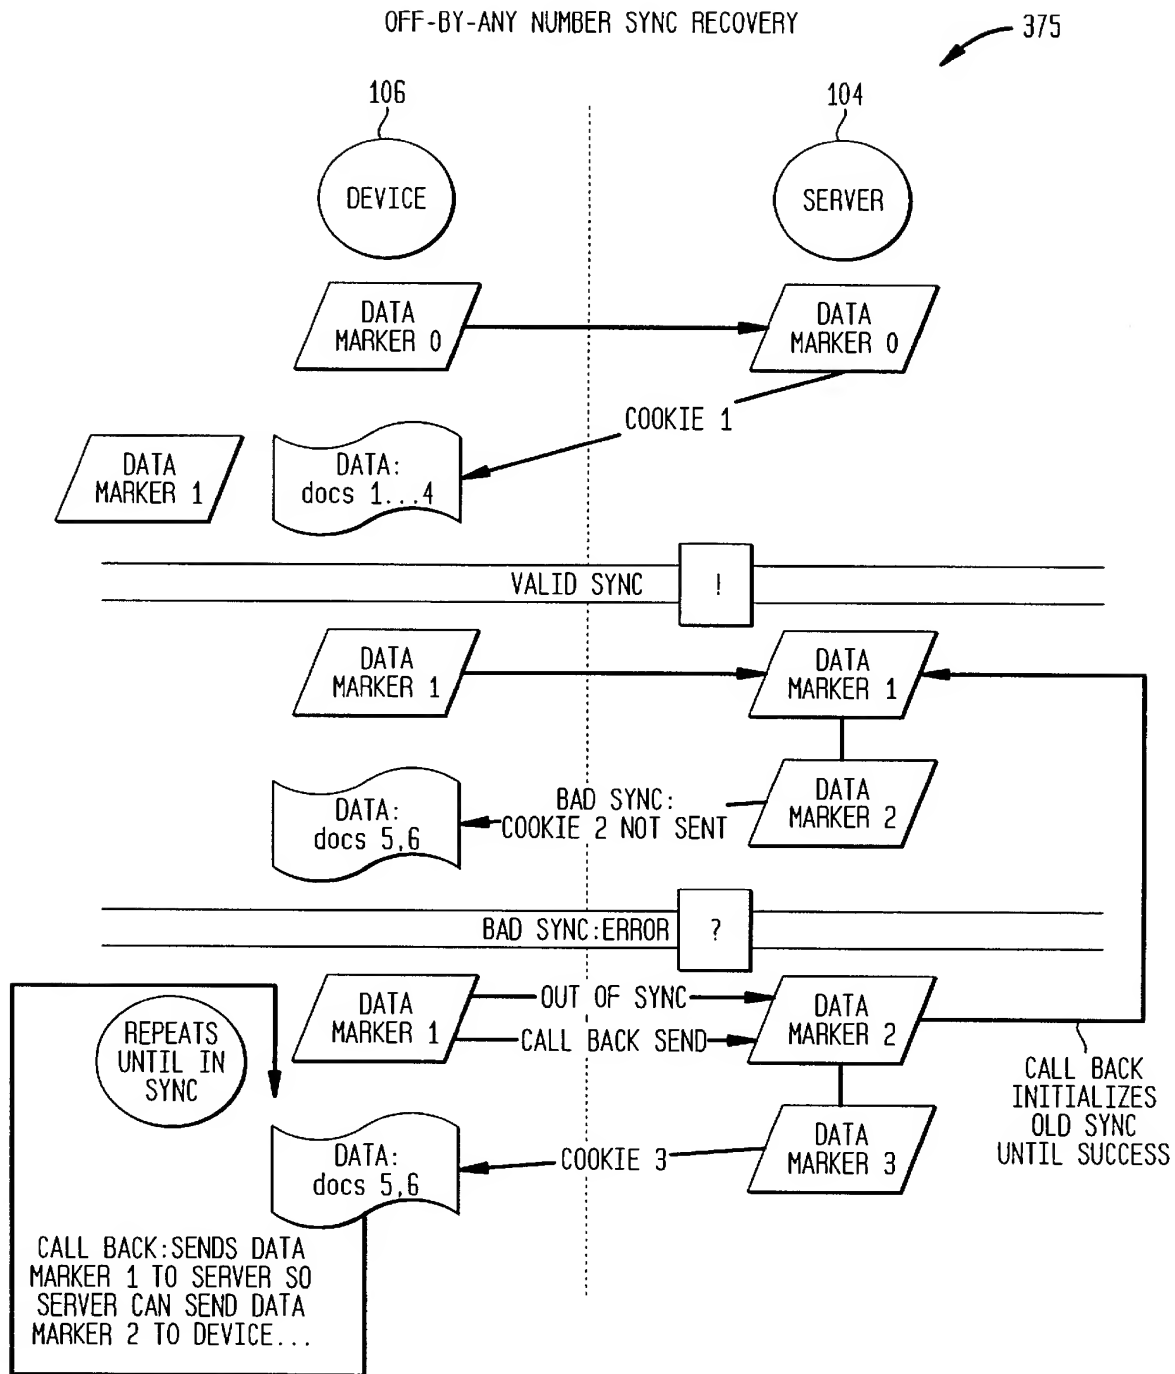 OFF-BY-ANY NUMBER SYNC RECOVERY
375
106
104
DEVICE
SERVER
DATA
MARKER 0
DATA
MARKER 0
COOKIE 1
DATA
MARKER 1
DATA:
docs 1...4
VALID SYNC
!
DATA
MARKER 1
DATA
MARKER 1
DATA:
docs 5,6
BAD SYNC:
COOKIE 2 NOT SENT
DATA
MARKER 2
BAD SYNC:ERROR
?
REPEATS
UNTIL IN
SYNC
DATA
MARKER 1
OUT OF SYNC
CALL BACK SEND
DATA
MARKER 2
CALL BACK
INITIALIZES
OLD SYNC
UNTIL SUCCESS
DATA:
docs 5,6
COOKIE 3
DATA
MARKER 3
CALL BACK:SENDS DATA
MARKER 1 TO SERVER SO
SERVER CAN SEND DATA
MARKER 2 TO DEVICE...